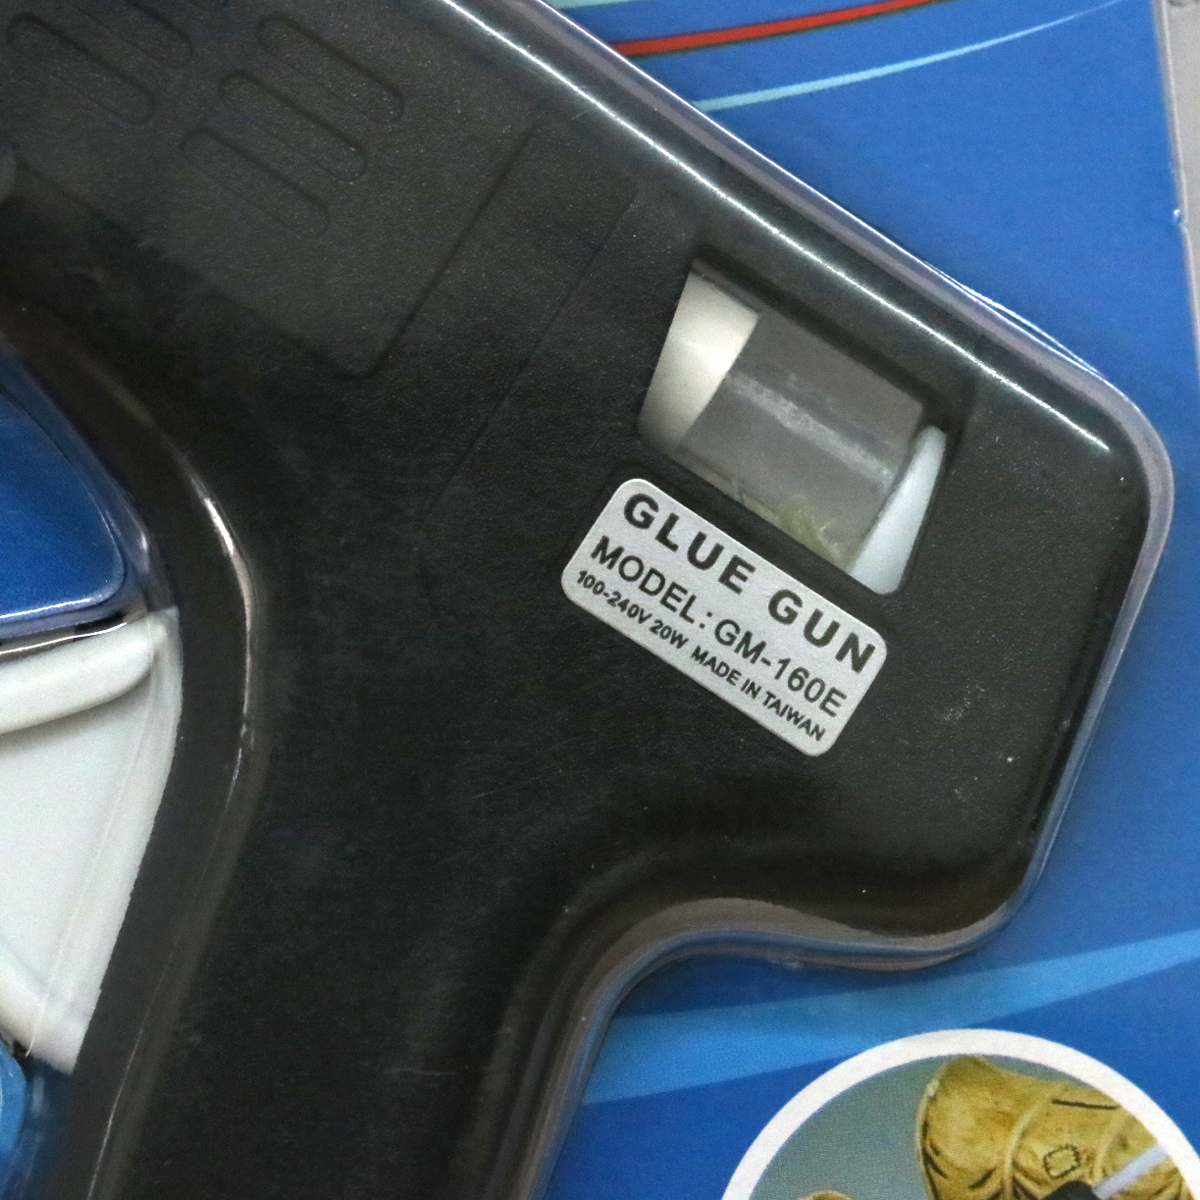 GLUE GUN
MODEL: GM-160E
100-240V 20W MADE IN TAIWAN